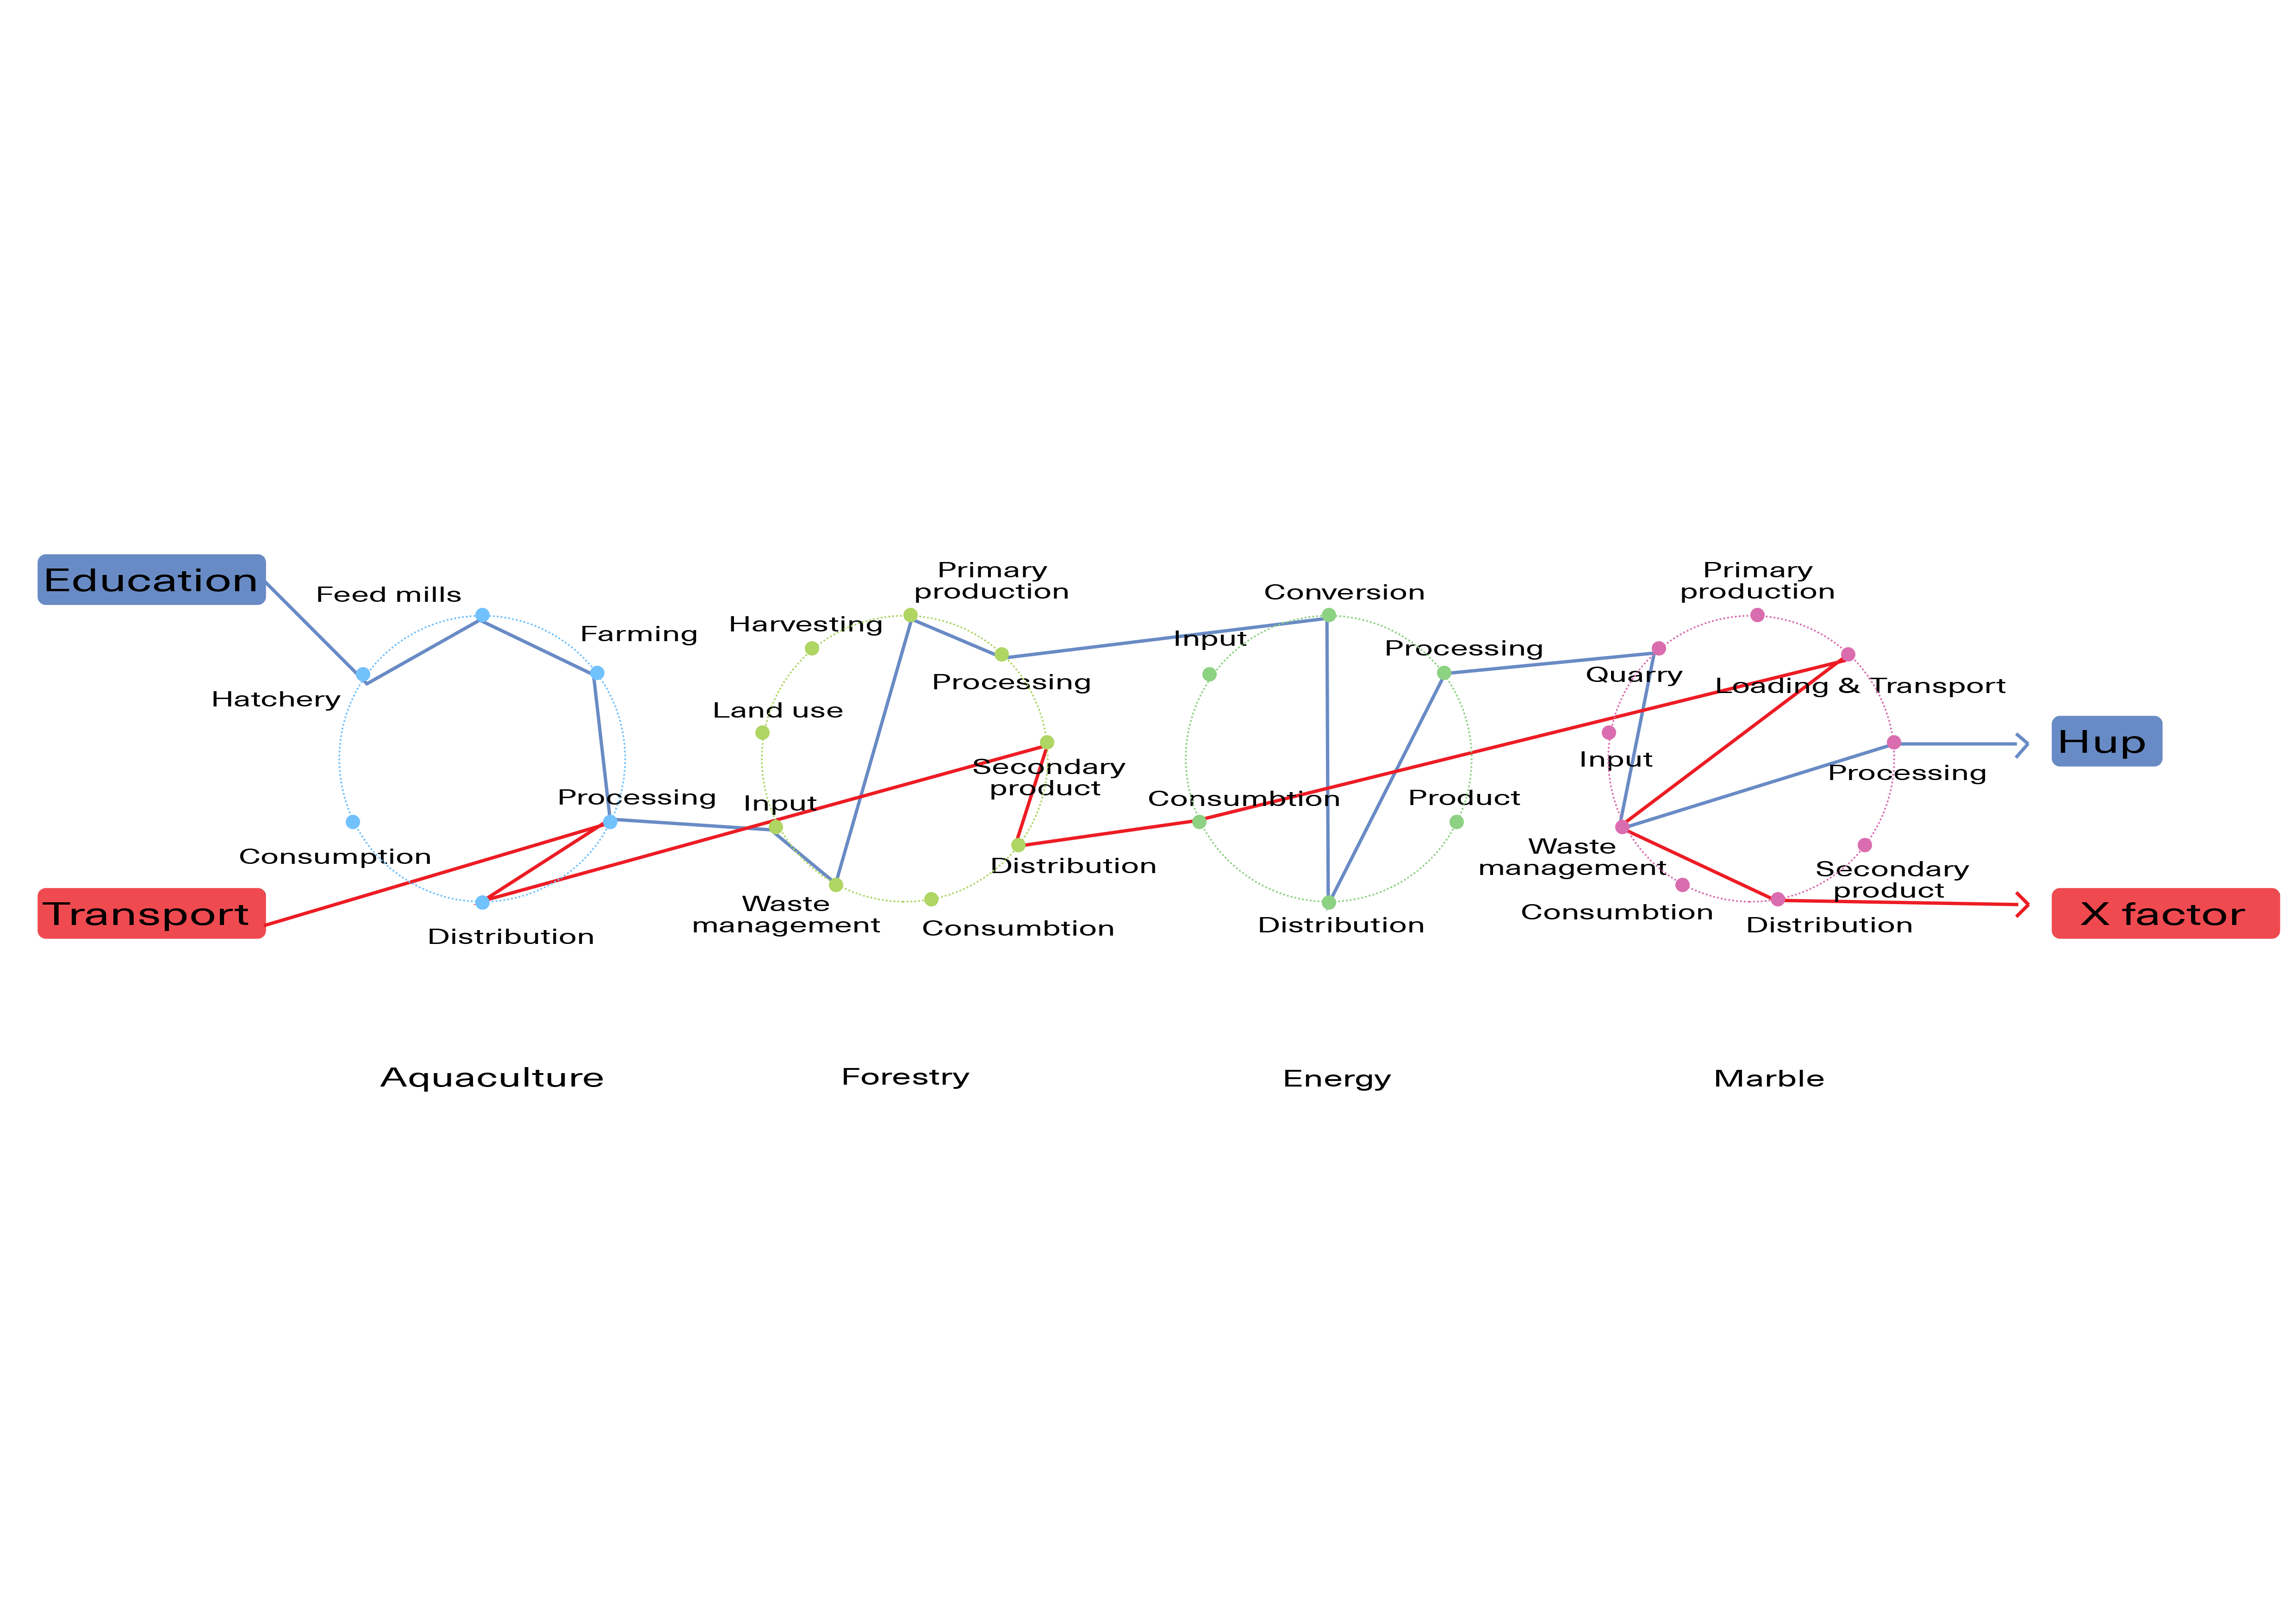 Education
Transport
Feed mills
Farming
Hatchery
Processing
Consumption
Distribution
Aquaculture
Primary
production
Harvesting
Processing
Land use
Secondary
product
Input
Distribution
Waste
management
Consumbtion
Forestry
Conversion
Input
Processing
Consumbtion
Product
Distribution
Energy
Primary
production
Quarry
Loading & Transport
Input
Processing
Waste
management
Secondary
product
Consumbtion
Distribution
Marble
Hup
X factor